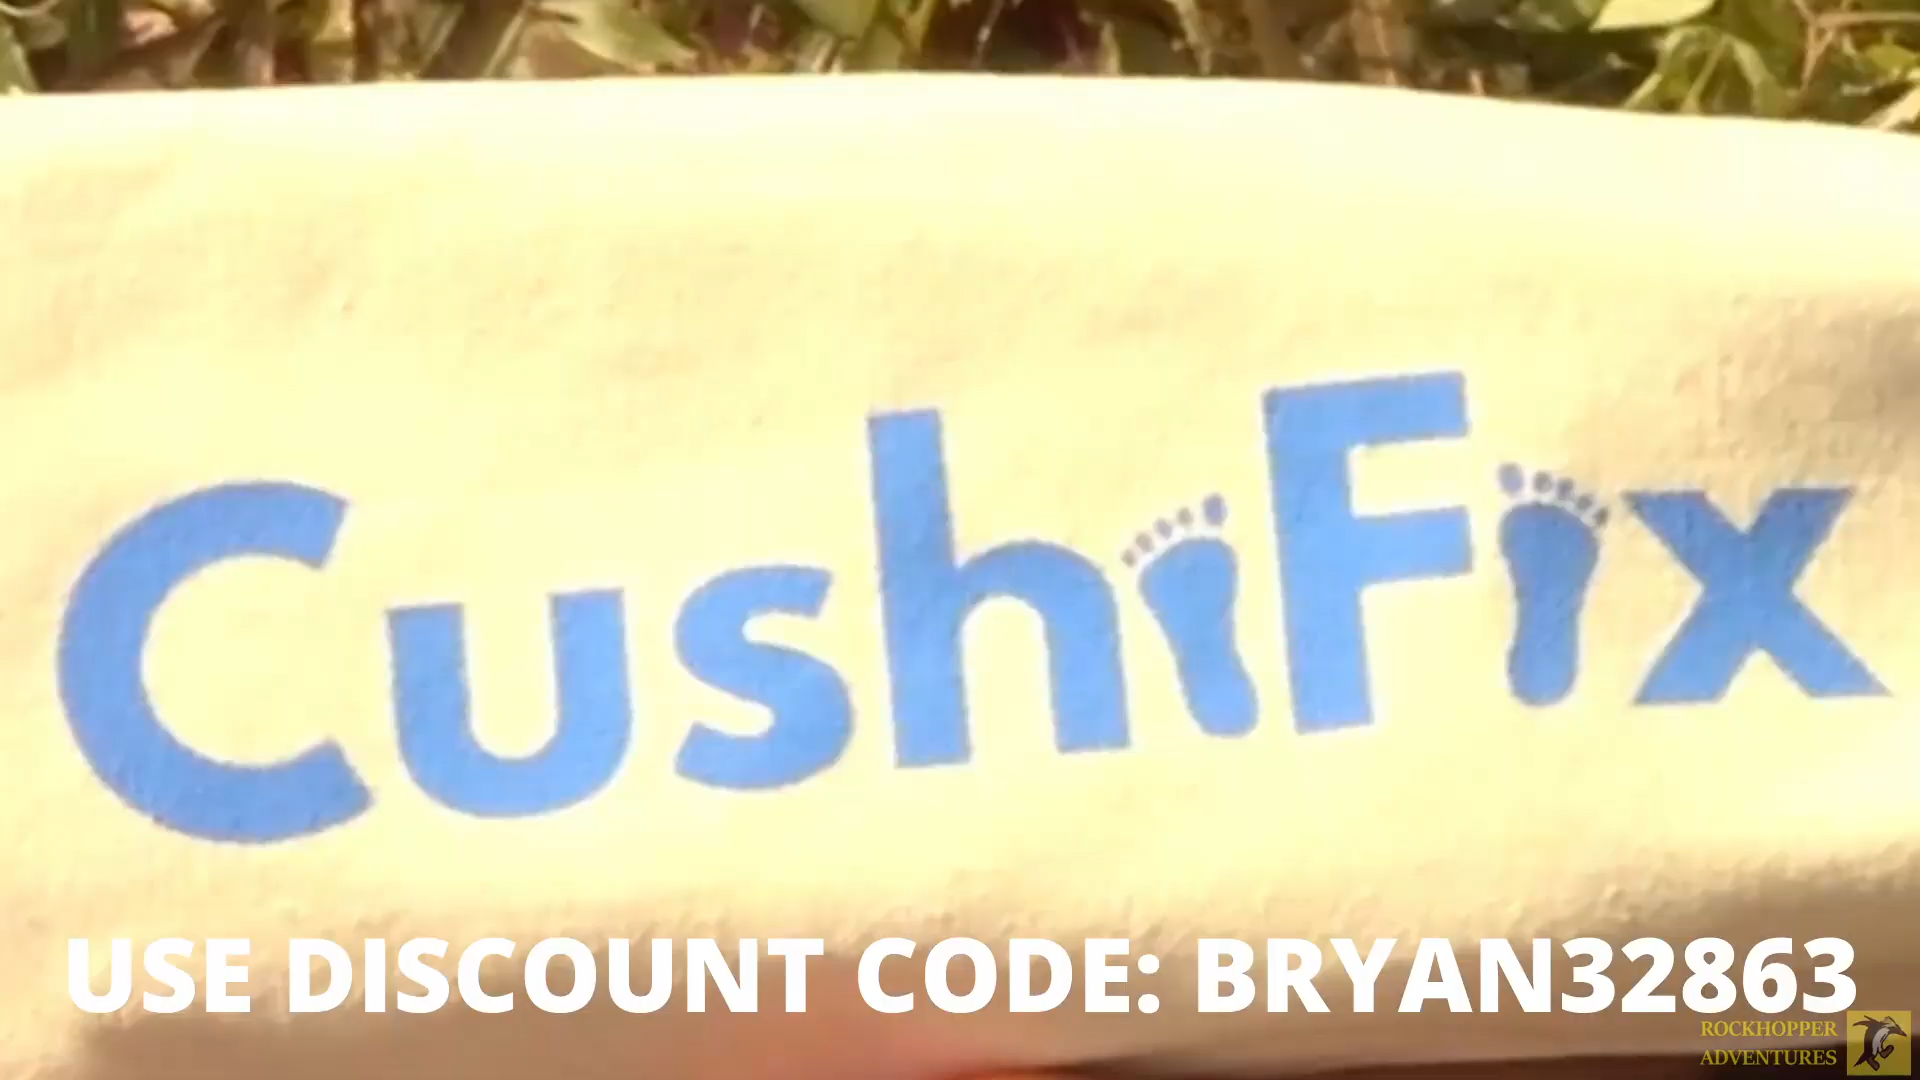 CushiFix
USE DISCOUNT CODE: BRYAN32863
ROCKHOPPER
ADVENTURES